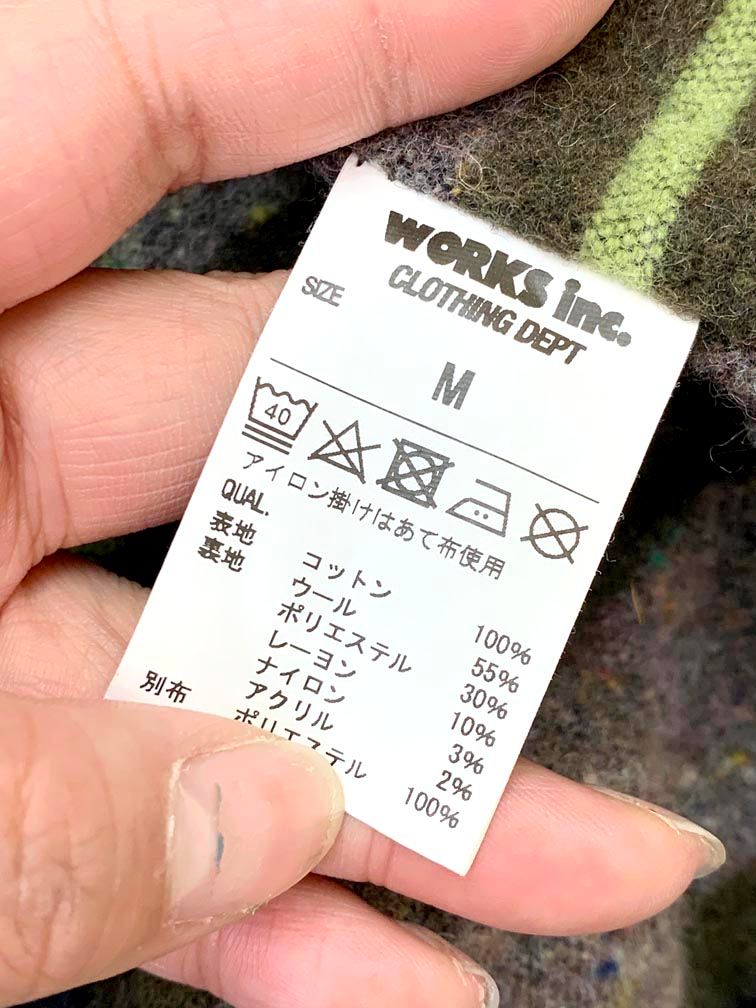 WORKS inc.
CLOTHING DEPT
SIZE
M
40
アイロン掛けはあて布使用
QUAL.
表地 コットン 100%
裏地 ウール 55%
ポリエステル 30%
レーヨン 10%
ナイロン 3%
アクリル 2%
別布 ポリエステル 100%